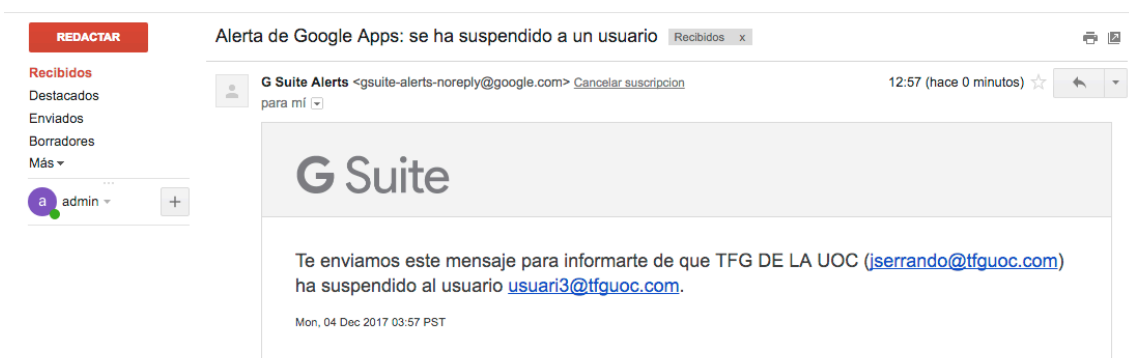 REDACTAR
Recibidos
Destacados
Enviados
Borradores
Más
a admin
+
Alerta de Google Apps: se ha suspendido a un usuario Recibidos x
G Suite Alerts <gsuite-alerts-noreply@google.com> Cancelar suscripcion 12:57 (hace 0 minutos)
para mí
G Suite
Te enviamos este mensaje para informarte de que TFG DE LA UOC (jserrando@tfguoc.com)
ha suspendido al usuario usuari3@tfguoc.com.
Mon, 04 Dec 2017 03:57 PST